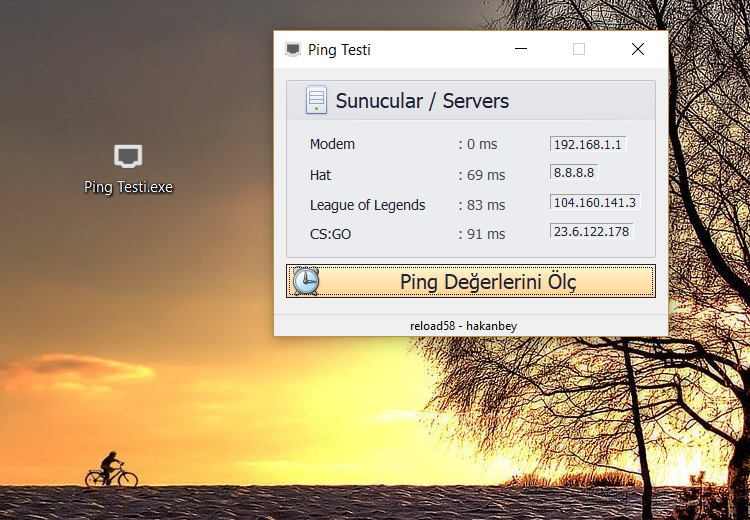 Ping Testi
Sunucular / Servers
Modem : 0 ms 192.168.1.1
Hat : 69 ms 8.8.8.8
League of Legends : 83 ms 104.160.141.3
CS:GO : 91 ms 23.6.122.178
Ping Değerlerini Ölç
reload58 - hakanbey
Ping Testi.exe